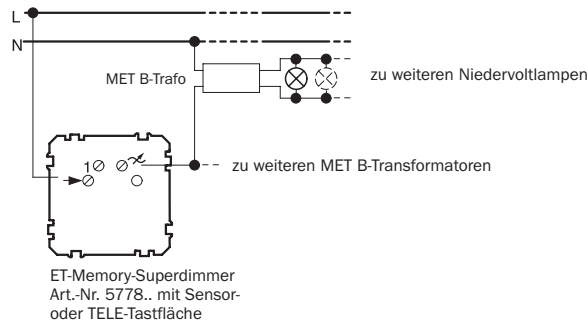 L
N
MET B-Trafo
zu weiteren Niedervoltlampen
1
zu weiteren MET B-Transformatoren
ET-Memory-Superdimmer
Art.-Nr. 5778.. mit Sensor-
oder TELE-Tastfläche